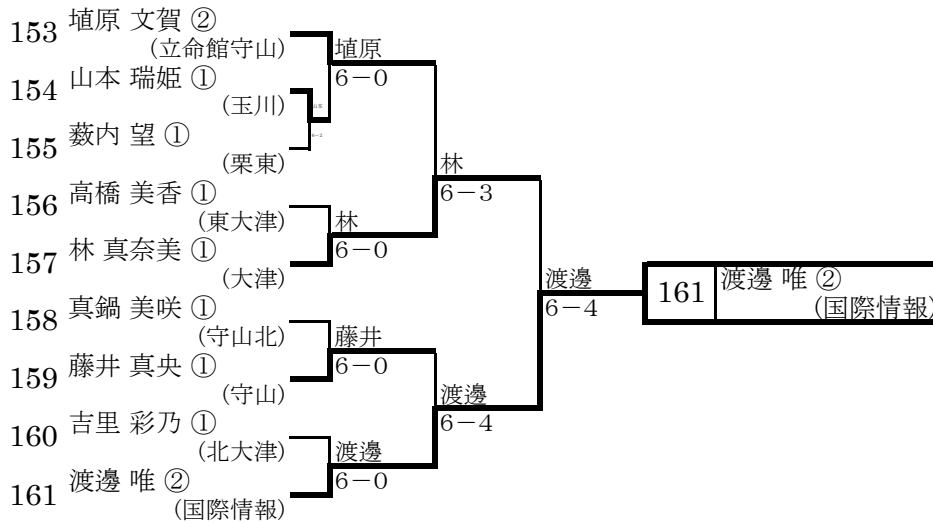 153 埴原 文賀 ②
(立命館守山)
154 山本 瑞姫 ①
(玉川)
155 薮内 望 ①
(栗東)
156 高橋 美香 ①
(東大津)
157 林 真奈美 ①
(大津)
158 真鍋 美咲 ①
(守山北)
159 藤井 真央 ①
(守山)
160 吉里 彩乃 ①
(北大津)
161 渡邊 唯 ②
(国際情報)
山本
6－2
埴原
6－0
林
6－0
藤井
6－0
渡邊
6－0
林
6－3
渡邊
6－4
渡邊
6－4
161 渡邊 唯 ②
(国際情報)